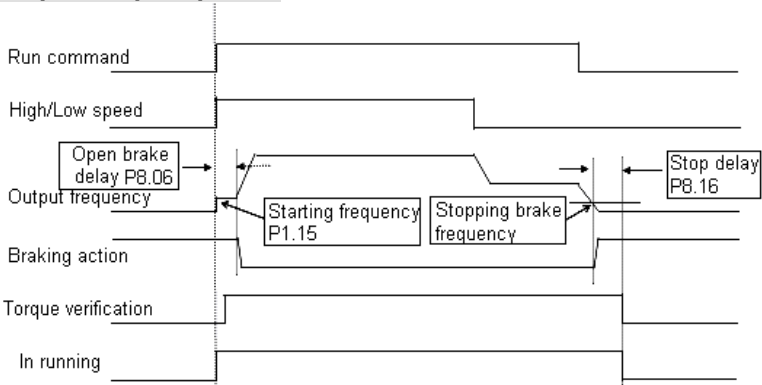 Run command
High/Low speed
Open brake
delay P8.06
Stop delay
P8.16
Output frequency
Starting frequency
P1.15
Stopping brake
frequency
Braking action
Torque verification
In running